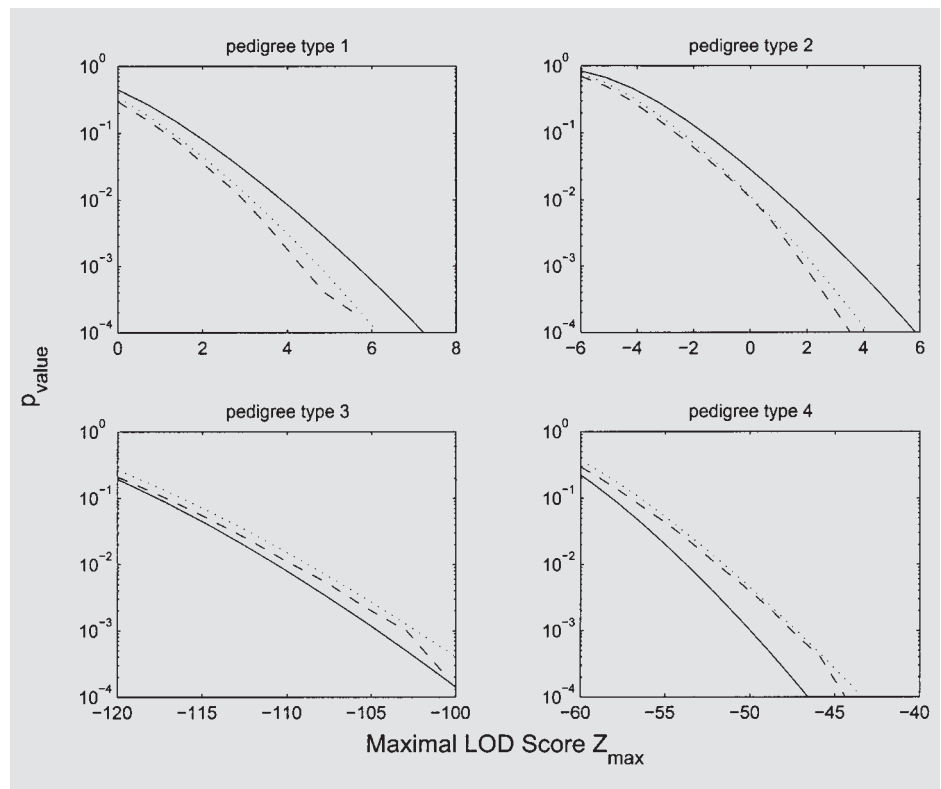 pedigree type 1
10^0
10^-1
10^-2
10^-3
10^-4
0 2 4 6 8
pedigree type 2
10^0
10^-1
10^-2
10^-3
10^-4
−6 −4 −2 0 2 4 6
p_value
pedigree type 3
10^0
10^-1
10^-2
10^-3
10^-4
−120 −115 −110 −105 −100
pedigree type 4
10^0
10^-1
10^-2
10^-3
10^-4
−60 −55 −50 −45 −40
Maximal LOD Score Z_max